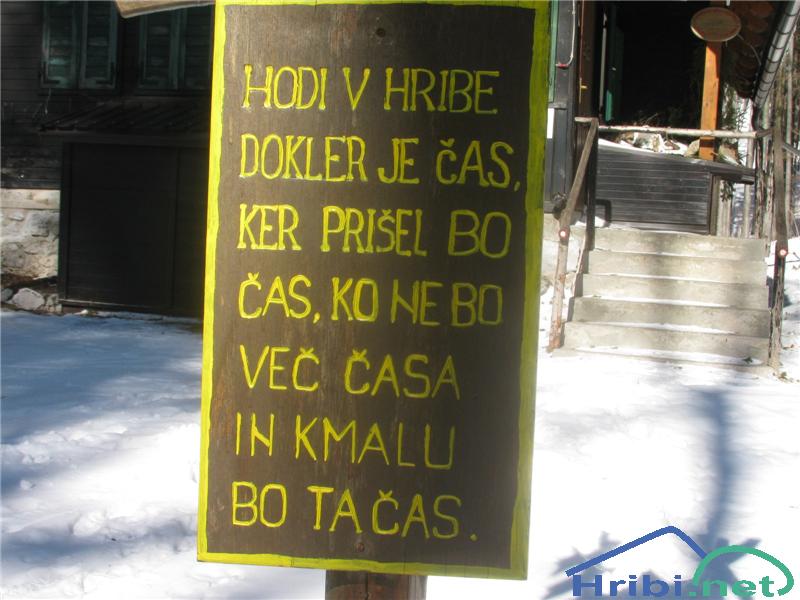 HODI V HRIBE
DOKLER JE ČAS,
KER PRIŠEL BO
ČAS, KO NE BO
VEČ ČASA
IN KMALU
BO TA ČAS.
Hribi.net